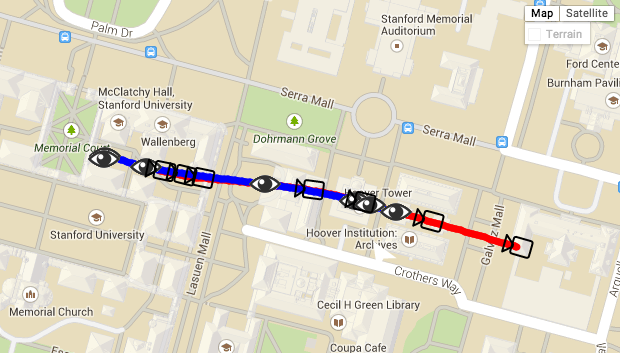 Palm Dr
Stanford Memorial
Auditorium
Map
Satellite
Terrain
Ford Cente
Burnham Pavili
McClatchy Hall,
Stanford University
Serra Mall
Serra Mall
Wallenberg
Dohrmann Grove
Memorial Court
Hoover Tower
Stanford University
Lasuen Mall
Hoover Institution:
Archives
Galvez Mall
Crothers Way
Arguell
Memorial Church
Cecil H Green Library
Coupa Cafe